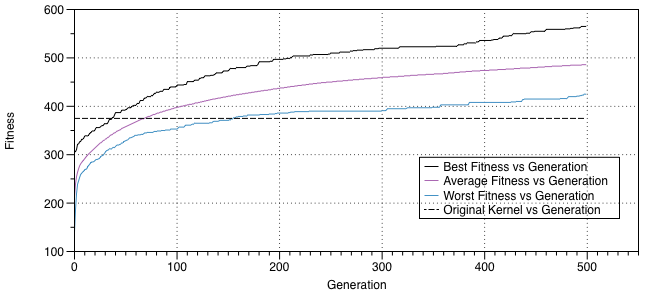 600
500
400
300
200
100
Fitness
0
100
200
300
400
500
Generation
Best Fitness vs Generation
Average Fitness vs Generation
Worst Fitness vs Generation
Original Kernel vs Generation